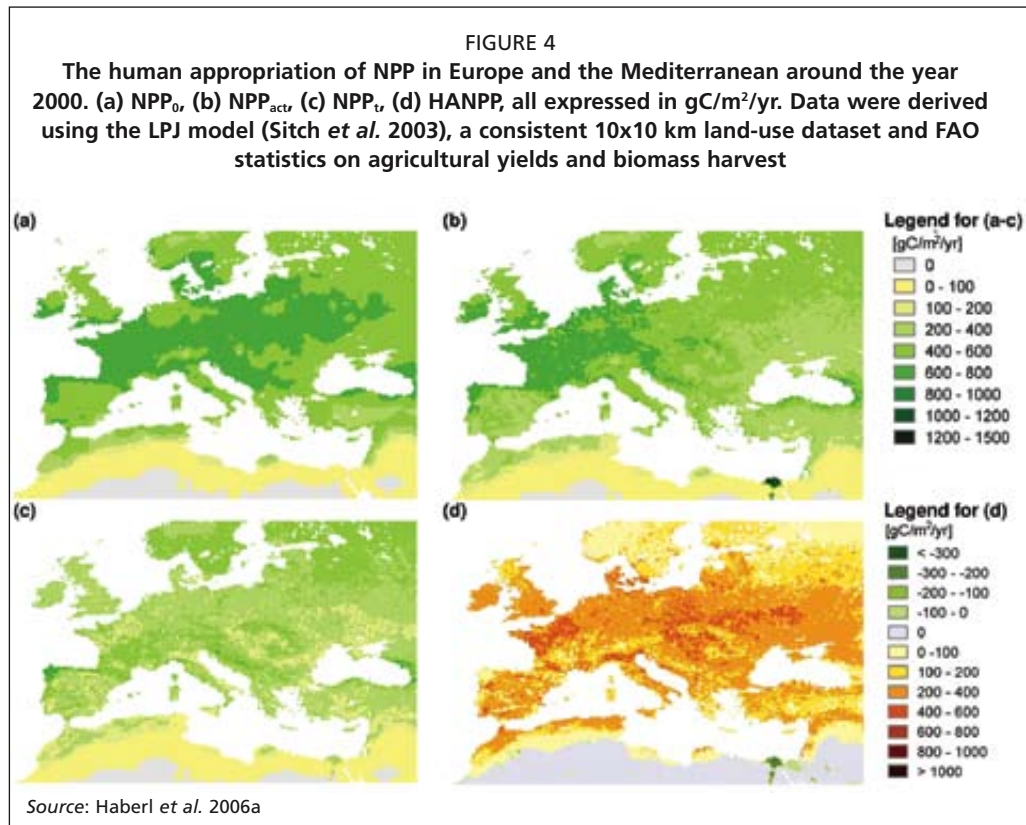 FIGURE 4
The human appropriation of NPP in Europe and the Mediterranean around the year
2000. (a) NPP₀, (b) NPPact, (c) NPPt, (d) HANPP, all expressed in gC/m²/yr. Data were derived
using the LPJ model (Sitch et al. 2003), a consistent 10x10 km land-use dataset and FAO
statistics on agricultural yields and biomass harvest
(a)
(b)
Legend for (a-c)
[gC/m²/yr]
0
0 - 100
100 - 200
200 - 400
400 - 600
600 - 800
800 - 1000
1000 - 1200
1200 - 1500
(c)
(d)
Legend for (d)
[gC/m²/yr]
< -300
-300 - -200
-200 - -100
-100 - 0
0
0 -100
100 - 200
200 - 400
400 - 600
600 - 800
800 - 1000
> 1000
Source: Haberl et al. 2006a